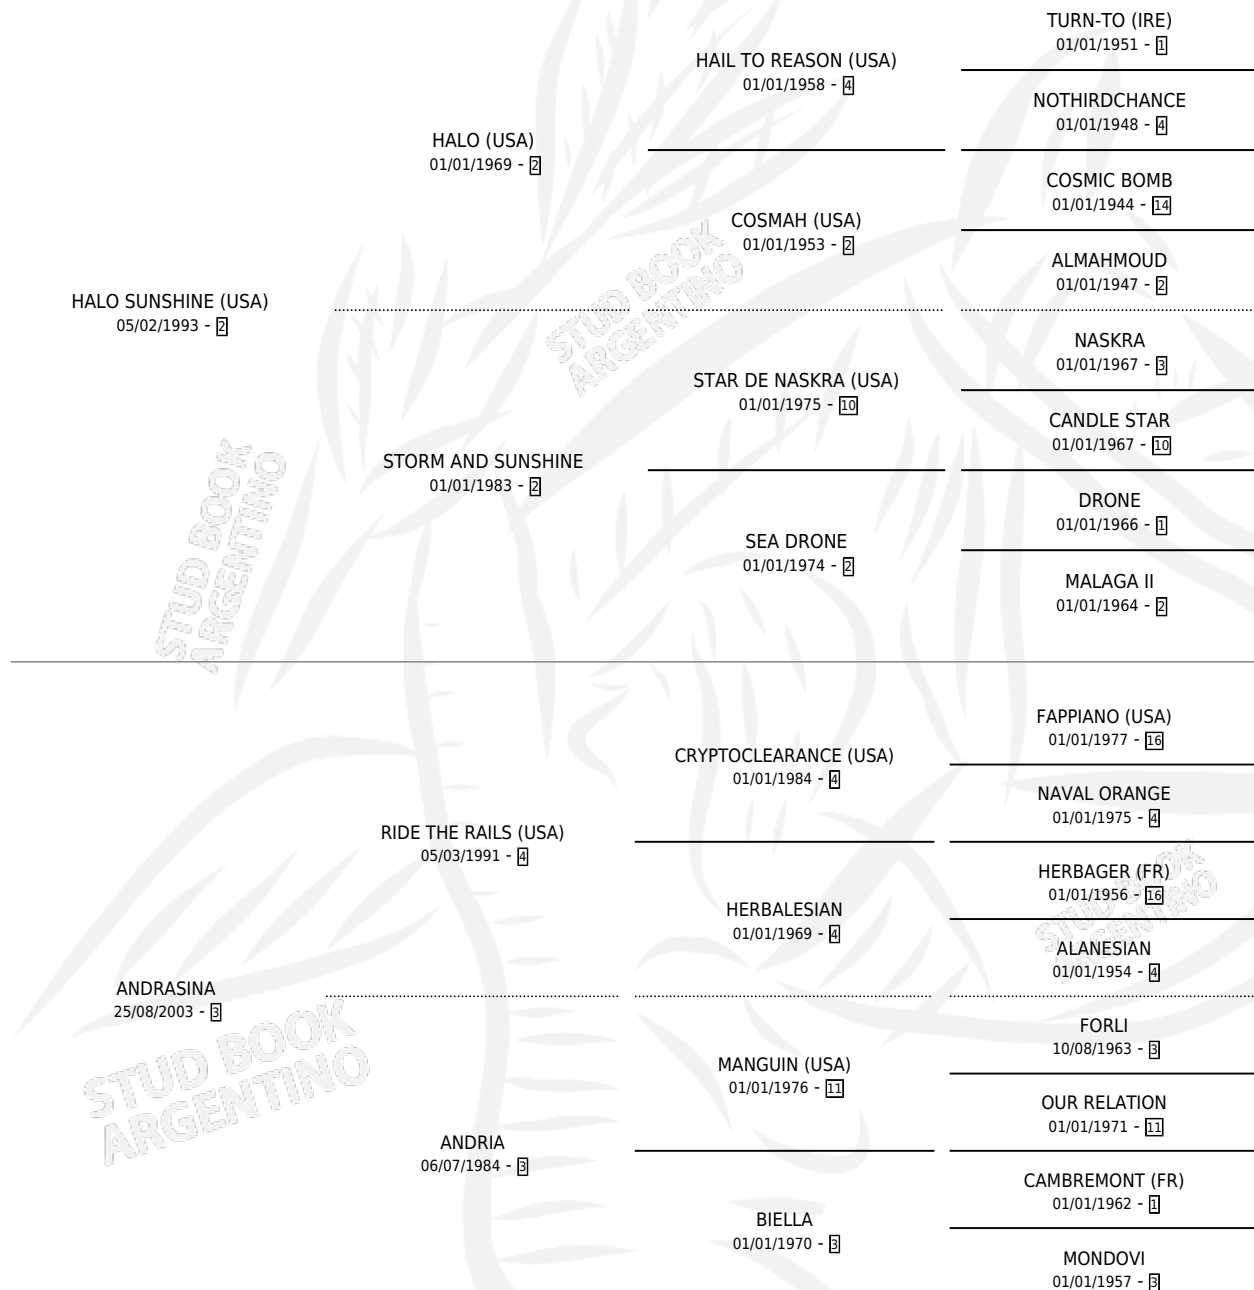 TURN-TO (IRE)
01/01/1951 - 1
HAIL TO REASON (USA)
01/01/1958 - 4
NOTHIRDCHANCE
01/01/1948 - 4
HALO (USA)
01/01/1969 - 2
COSMIC BOMB
01/01/1944 - 14
COSMAH (USA)
01/01/1953 - 2
ALMAHMOUD
01/01/1947 - 2
HALO SUNSHINE (USA)
05/02/1993 - 2
NASKRA
01/01/1967 - 3
STAR DE NASKRA (USA)
01/01/1975 - 10
CANDLE STAR
01/01/1967 - 10
STORM AND SUNSHINE
01/01/1983 - 2
DRONE
01/01/1966 - 1
SEA DRONE
01/01/1974 - 2
MALAGA II
01/01/1964 - 2
FAPPIANO (USA)
01/01/1977 - 16
CRYPTOCLEARANCE (USA)
01/01/1984 - 4
NAVAL ORANGE
01/01/1975 - 4
RIDE THE RAILS (USA)
05/03/1991 - 4
HERBAGER (FR)
01/01/1956 - 16
HERBALESIAN
01/01/1969 - 4
ALANESIAN
01/01/1954 - 4
ANDRASINA
25/08/2003 - 3
FORLI
10/08/1963 - 3
MANGUIN (USA)
01/01/1976 - 11
OUR RELATION
01/01/1971 - 11
ANDRIA
06/07/1984 - 3
CAMBREMONT (FR)
01/01/1962 - 1
BIELLA
01/01/1970 - 3
MONDOVI
01/01/1957 - 3
STUD BOOK
ARGENTINO
STUD BOOK
ARGENTINO
STUD BOOK
ARGENTINO
STUD BOOK
ARGENTINO